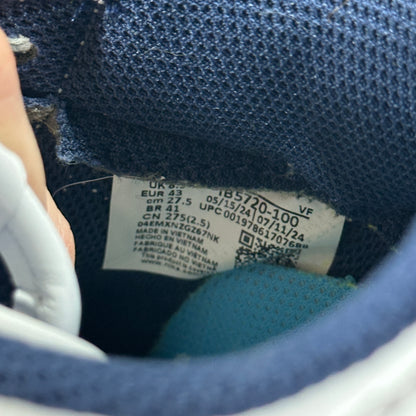 UK 8.5 IB5720-100 VF
EUR 43 05/15/24 07/11/24
cm 27.5 UPC 00197861707688
BR 41
CN 275(2.5)
MADE IN VIETNAM
HECHO EN VIETNAM
FABRIQUE AU VIETNAM
FABRICADO NO VIETNAM